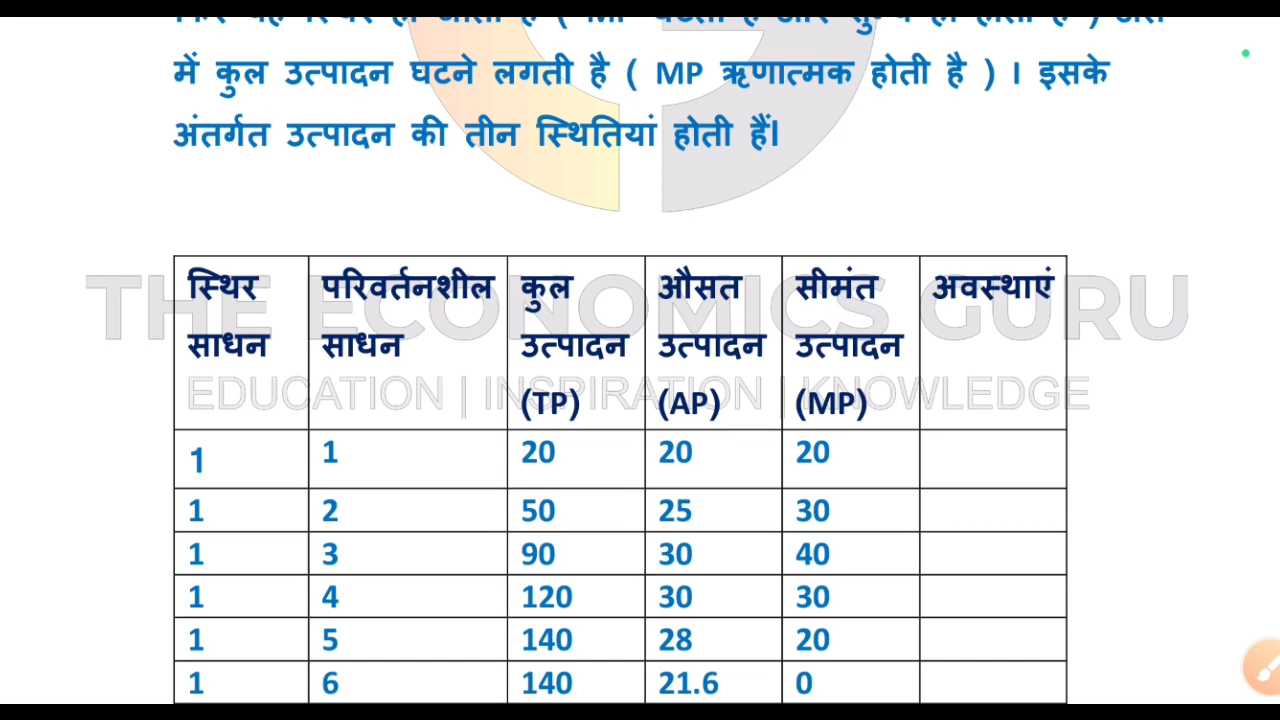 में कुल उत्पादन घटने लगती है ( MP ऋणात्मक होती है ) । इसके
अंतर्गत उत्पादन की तीन स्थितियां होती हैं।
THE ECONOMICS GURU
EDUCATION | INSPIRATION | KNOWLEDGE
स्थिर साधन परिवर्तनशील साधन कुल उत्पादन (TP) औसत उत्पादन (AP) सीमंत उत्पादन (MP) अवस्थाएं
1 1 20 20 20
1 2 50 25 30
1 3 90 30 40
1 4 120 30 30
1 5 140 28 20
1 6 140 21.6 0